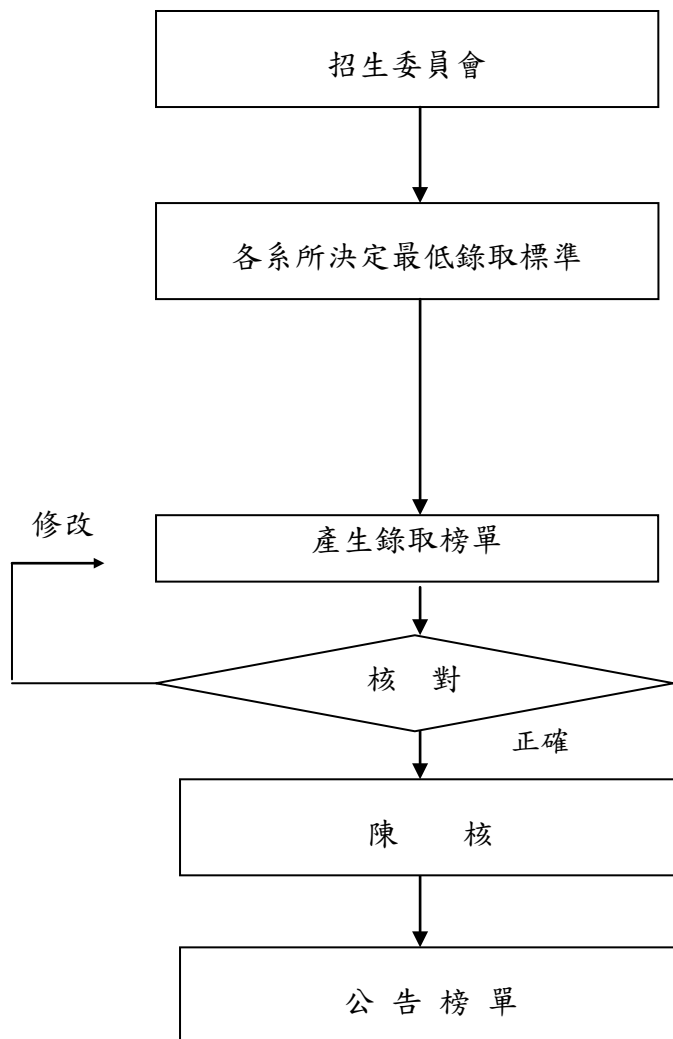 招生委員會
各系所決定最低錄取標準
修改
產生錄取榜單
核 對
正確
陳 核
公 告 榜 單